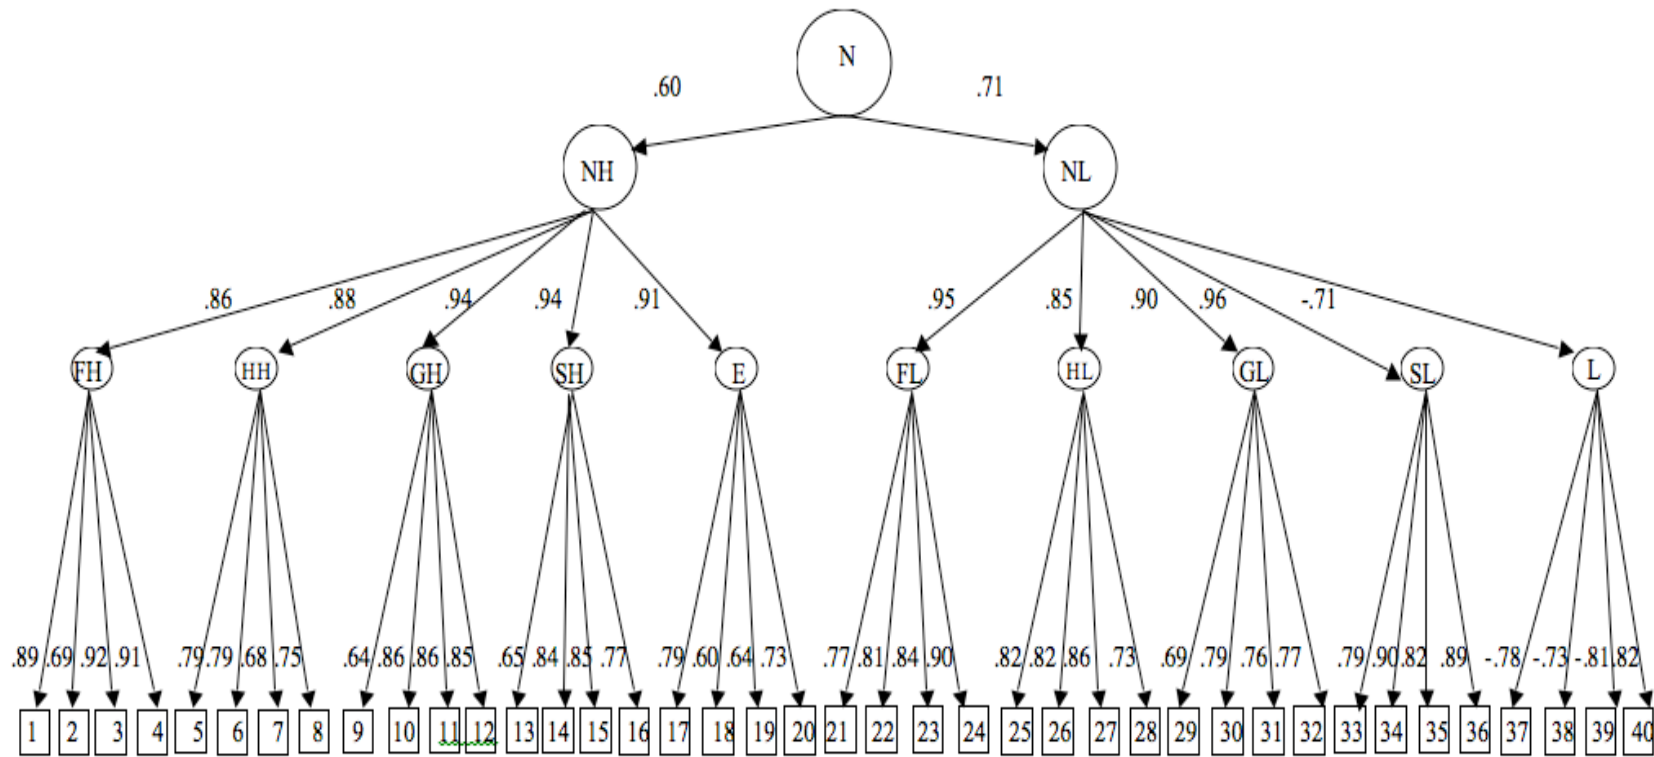 N
.60 .71
NH NL
.86 .88 .94 .94 .91 .95 .85 .90 .96 -.71
FH HH GH SH E FL HL GL SL L
.89 .69 .92 .91 .79 .79 .68 .75 .64 .86 .86 .85 .65 .84 .85 .77 .79 .60 .64 .73 .77 .81 .84 .90 .82 .82 .86 .73 .69 .79 .76 .77 .79 .90 .82 .89 -.78 -.73 -.81 .82
1 2 3 4 5 6 7 8 9 10 11 12 13 14 15 16 17 18 19 20 21 22 23 24 25 26 27 28 29 30 31 32 33 34 35 36 37 38 39 40